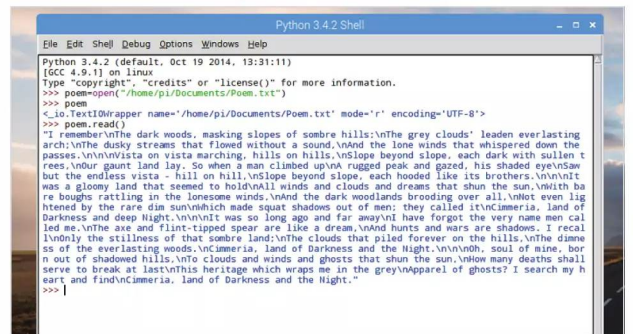 Python 3.4.2 Shell
File Edit Shell Debug Options Windows Help
Python 3.4.2 (default, Oct 19 2014, 13:31:11)
[GCC 4.9.1] on linux
Type "copyright", "credits" or "license()" for more information.
>>> poem=open("/home/pi/Documents/Poem.txt")
>>> poem
<_io.TextIOWrapper name='/home/pi/Documents/Poem.txt' mode='r' encoding='UTF-8'>
>>> poem.read()
"I remember\nThe dark woods, masking slopes of sombre hills;\nThe grey clouds' leaden everlasting
arch;\nThe dusky streams that flowed without a sound,\nAnd the lone winds that whispered down the
passes.\n\n\nVista on vista marching, hills on hills,\nSlope beyond slope, each dark with sullen t
rees,\nOur gaunt land lay. So when a man climbed up\nA rugged peak and gazed, his shaded eye\nSaw
but the endless vista - hill on hill,\nSlope beyond slope, each hooded like its brothers.\n\n\nIt
was a gloomy land that seemed to hold\nAll winds and clouds and dreams that shun the sun,\nWith ba
re boughs rattling in the lonesome winds,\nAnd the dark woodlands brooding over all,\nNot even lig
htened by the rare dim sun\nWhich made squat shadows out of men; they called it\nCimmeria, land of
Darkness and deep Night.\n\n\nIt was so long ago and far away\nI have forgot the very name men cal
led me.\nThe axe and flint-tipped spear are like a dream,\nAnd hunts and wars are shadows. I recal
l\nOnly the stillness of that sombre land;\nThe clouds that piled forever on the hills,\nThe dimne
ss of the everlasting woods.\nCimmeria, land of Darkness and the Night.\n\n\nOh, soul of mine, bor
n out of shadowed hills,\nTo clouds and winds and ghosts that shun the sun,\nHow many deaths shall
serve to break at last\nThis heritage which wraps me in the grey\nApparel of ghosts? I search my h
eart and find\nCimmeria, land of Darkness and the Night."
>>>